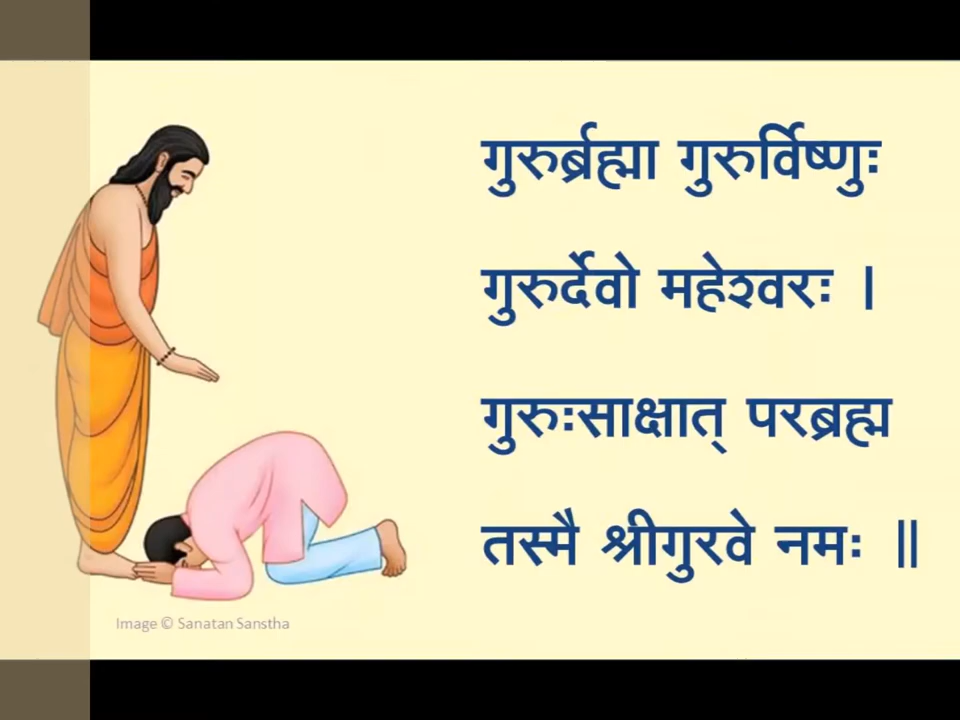 गुरुर्ब्रह्मा गुरुर्विष्णुः
गुरुर्देवो महेश्वरः ।
गुरुःसाक्षात् परब्रह्म
तस्मै श्रीगुरवे नमः ॥
Image © Sanatan Sanstha